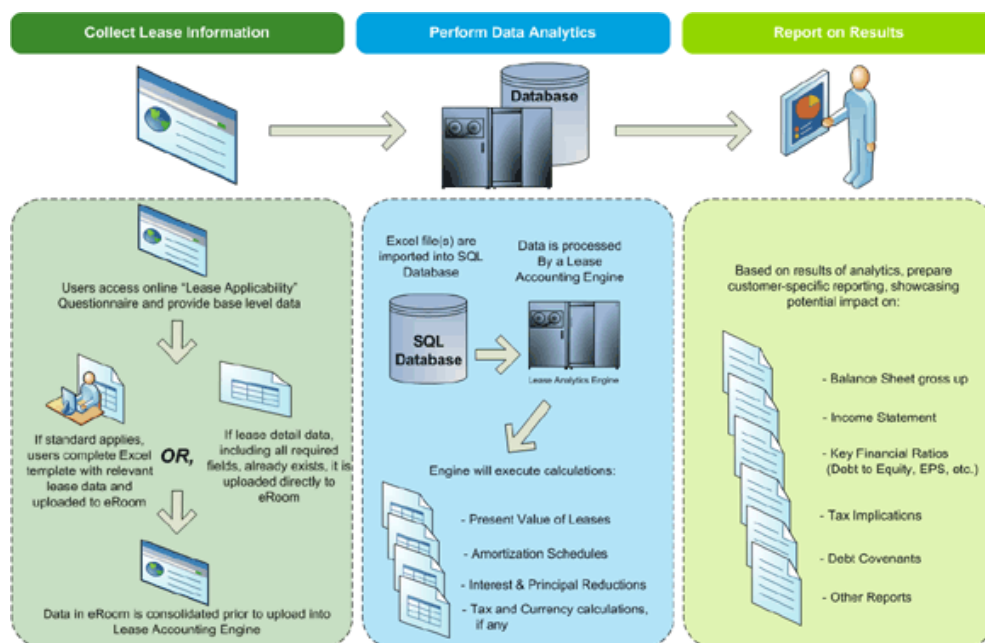 Collect Lease Information
Perform Data Analytics
Report on Results
Database
Users access online "Lease Applicability"
Questionnaire and provide base level data
If standard applies,
users complete Excel
template with relevant
lease data and
uploaded to eRoom
OR,
If lease detail data,
including all required
fields, already exists, it is
uploaded directly to
eRoom
Data in eRoom is consolidated prior to upload into
Lease Accounting Engine
Excel file(s) are
imported into SQL
Database
Data is processed
By a Lease
Accounting Engine
SQL
Database
Lease Analytics Engine
Engine will execute calculations:
- Present Value of Leases
- Amortization Schedules
- Interest & Principal Reductions
- Tax and Currency calculations,
if any
Based on results of analytics, prepare
customer-specific reporting, showcasing
potential impact on:
- Balance Sheet gross up
- Income Statement
- Key Financial Ratios
(Debt to Equity, EPS, etc.)
- Tax Implications
- Debt Covenants
- Other Reports